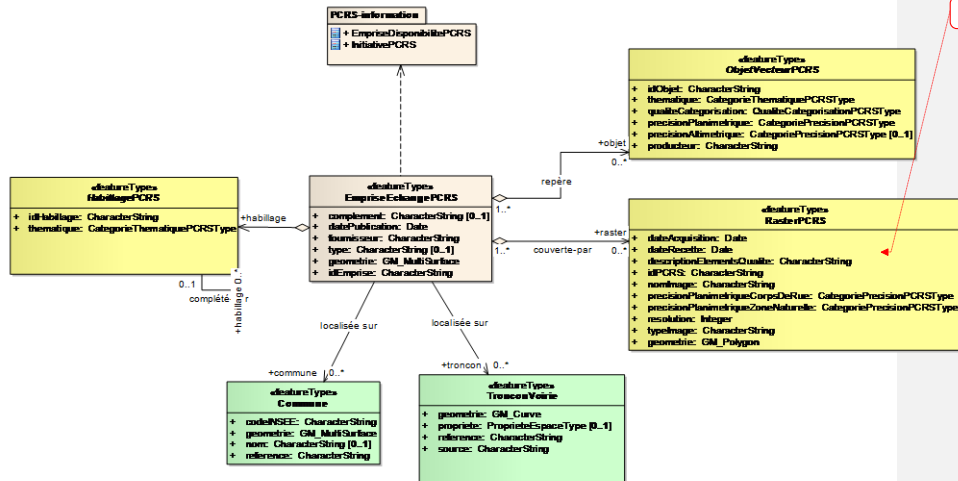 PCRS-information
+ EmpriseDisponibilitePCRS
+ InitiativePCRS
«featureType»
ObjetVecteurPCRS
+ idObjet: CharacterString
+ thematique: CategorieThematiquePCRSType
+ qualiteCategorisation: QualiteCategorisationPCRSType
+ precisionPlanimetrique: CategoriePrecisionPCRSType
+ precisionAltimetrique: CategoriePrecisionPCRSType [0..1]
+ producteur: CharacterString
+objet
0..*
repère
1..*
«featureType»
HabillagePCRS
+ idHabillage: CharacterString
+ thematique: CategorieThematiquePCRSType
+habillage
0..1
+habillage 0..*
«featureType»
EmpriseEchangePCRS
+ complement: CharacterString [0..1]
+ datePublication: Date
+ fournisseur: CharacterString
+ type: CharacterString [0..1]
+ geometrie: GM_MultiSurface
+ idEmprise: CharacterString
+raster
1..*
couverte-par
0..*
«featureType»
RasterPCRS
+ dateAcquisition: Date
+ dateRecette: Date
+ descriptionElementsQualite: CharacterString
+ idPCRS: CharacterString
+ nomImage: CharacterString
+ precisionPlanimetriqueCorpsDeRue: CategoriePrecisionPCRSType
+ precisionPlanimetriqueZoneNaturelle: CategoriePrecisionPCRSType
+ resolution: Integer
+ typeImage: CharacterString
+ geometrie: GM_Polygon
localisée sur
localisée sur
+commune
0..*
+troncon
0..*
«featureType»
Commune
+ codeINSEE: CharacterString
+ geometrie: GM_MultiSurface
+ nom: CharacterString [0..1]
+ reference: CharacterString
«featureType»
TronconVoirie
+ geometrie: GM_Curve
+ propriete: ProprieteEspaceType [0..1]
+ reference: CharacterString
+ source: CharacterString